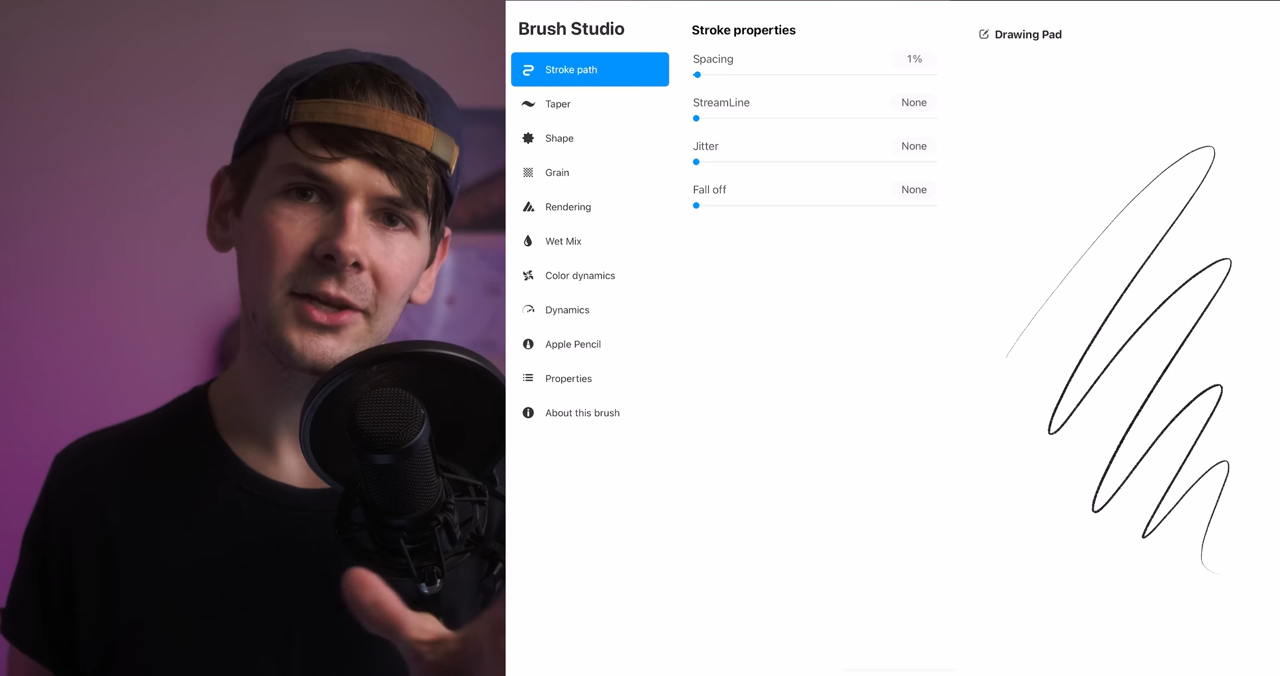 Brush Studio
Stroke path
Taper
Shape
Grain
Rendering
Wet Mix
Color dynamics
Dynamics
Apple Pencil
Properties
About this brush
Stroke properties
Spacing 1%
StreamLine None
Jitter None
Fall off None
Drawing Pad